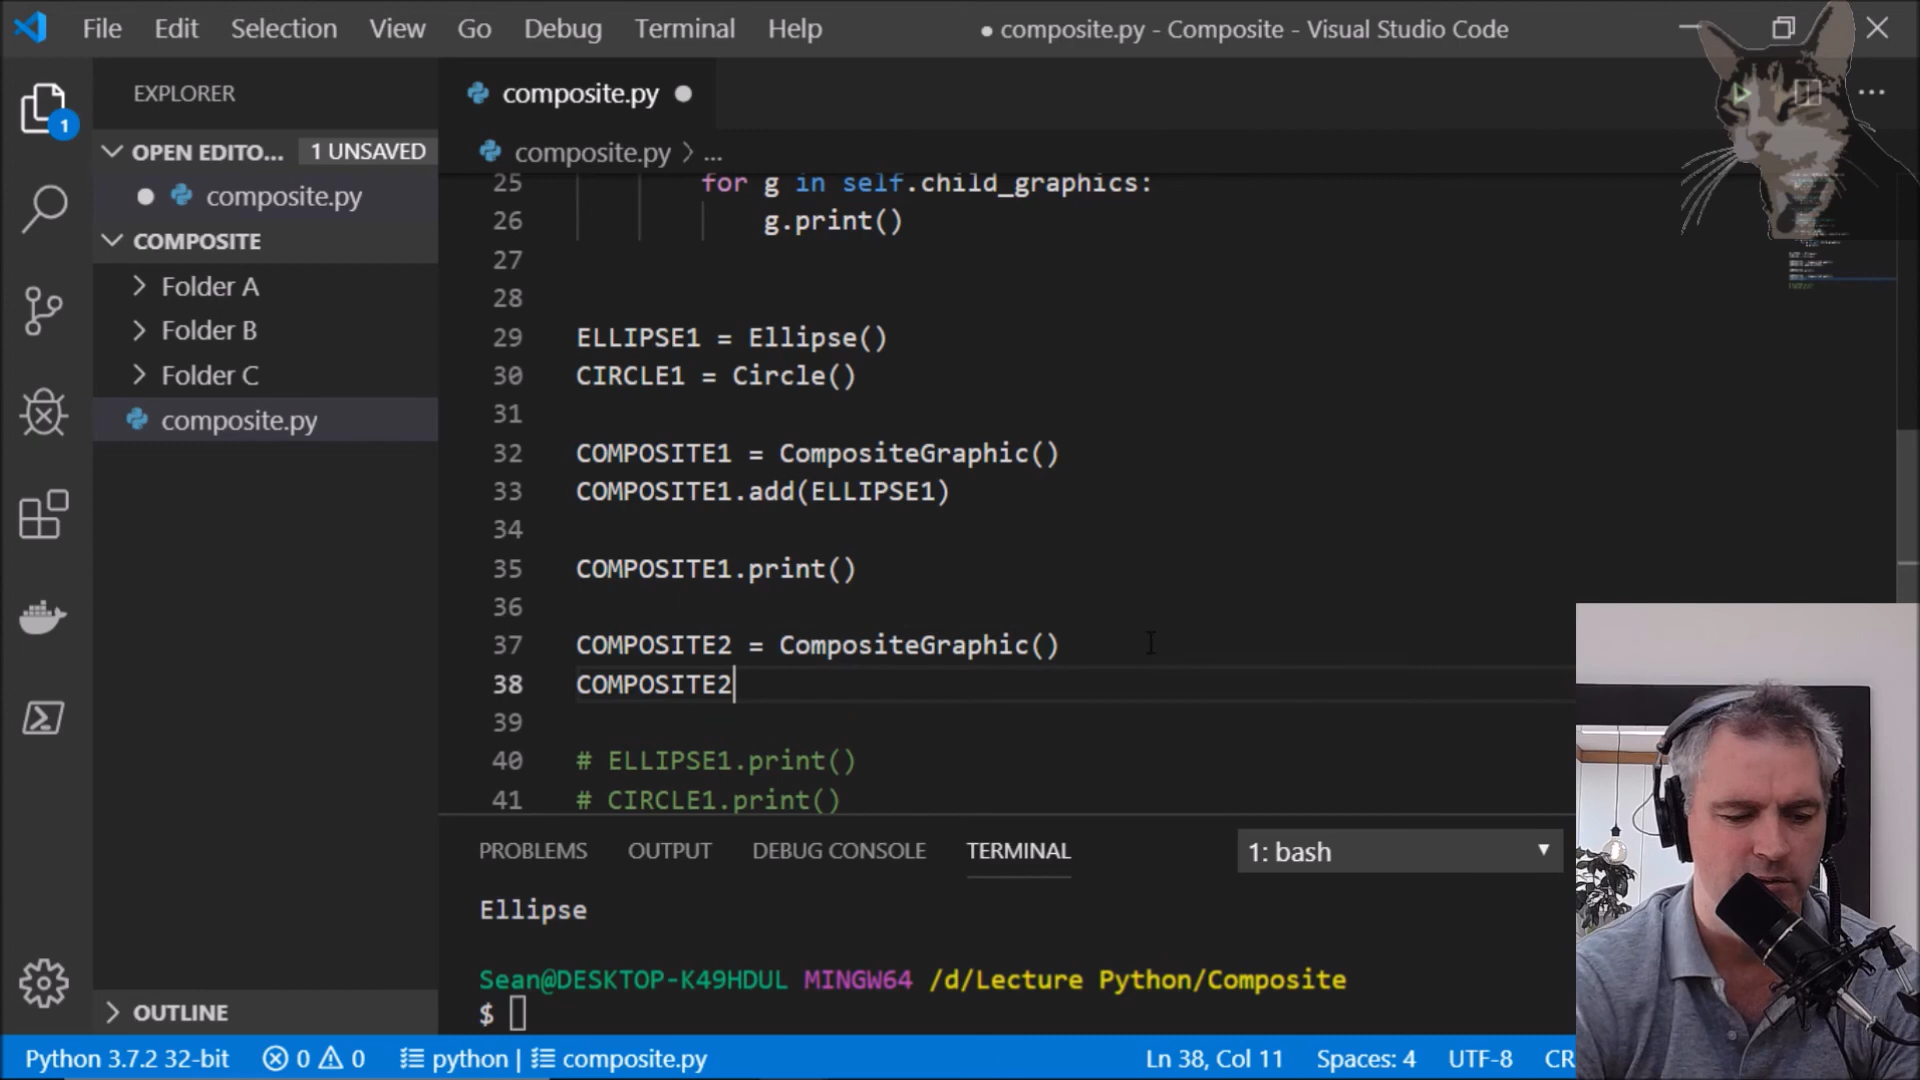 File Edit Selection View Go Debug Terminal Help
● composite.py - Composite - Visual Studio Code
EXPLORER
1
OPEN EDITO... 1 UNSAVED
composite.py
COMPOSITE
Folder A
Folder B
Folder C
composite.py
OUTLINE
composite.py
composite.py > ...
25 for g in self.child_graphics:
26 g.print()
27
28
29 ELLIPSE1 = Ellipse()
30 CIRCLE1 = Circle()
31
32 COMPOSITE1 = CompositeGraphic()
33 COMPOSITE1.add(ELLIPSE1)
34
35 COMPOSITE1.print()
36
37 COMPOSITE2 = CompositeGraphic()
38 COMPOSITE2
39
40 # ELLIPSE1.print()
41 # CIRCLE1.print()
PROBLEMS OUTPUT DEBUG CONSOLE TERMINAL 1: bash
Ellipse
Sean@DESKTOP-K49HDUL MINGW64 /d/Lecture Python/Composite
$
Python 3.7.2 32-bit 0 0 python | composite.py Ln 38, Col 11 Spaces: 4 UTF-8 CR